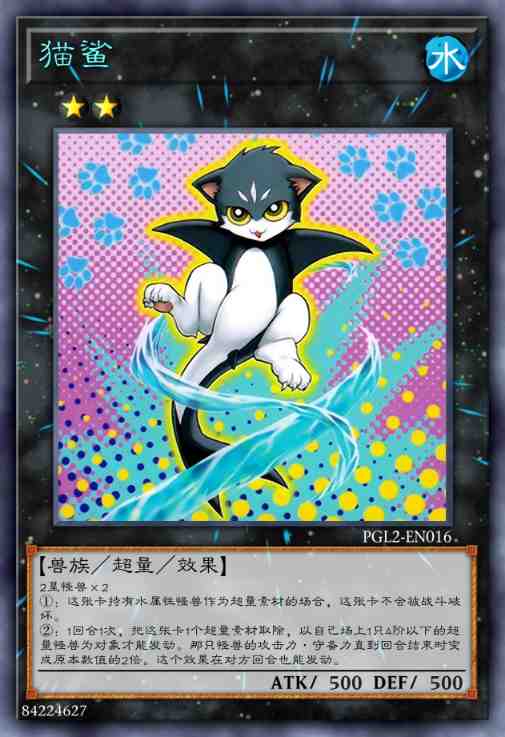 猫鲨
水
PGL2-EN016
【兽族／超量／效果】
2星怪兽×2
①：这张卡持有水属性怪兽作为超量素材的场合，这张卡不会被战斗破
坏。
②：1回合1次，把这张卡1个超量素材取除，以自己场上1只4阶以下的超
量怪兽为对象才能发动。那只怪兽的攻击力·守备力直到回合结束时变
成原本数值的2倍。这个效果在对方回合也能发动。
ATK/ 500 DEF/ 500
84224627